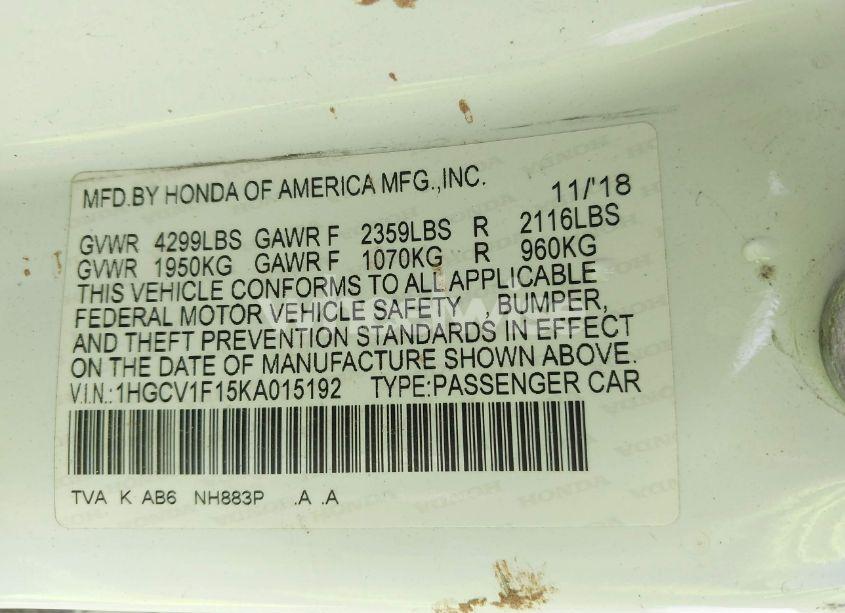 MFD.BY HONDA OF AMERICA MFG.,INC. 11/'18
GVWR 4299LBS GAWR F 2359LBS R 2116LBS
GVWR 1950KG GAWR F 1070KG R 960KG
THIS VEHICLE CONFORMS TO ALL APPLICABLE
FEDERAL MOTOR VEHICLE SAFETY , BUMPER,
AND THEFT PREVENTION STANDARDS IN EFFECT
ON THE DATE OF MANUFACTURE SHOWN ABOVE.
V.I.N.:1HGCV1F15KA015192 TYPE:PASSENGER CAR
TVA K AB6 NH883P .A .A